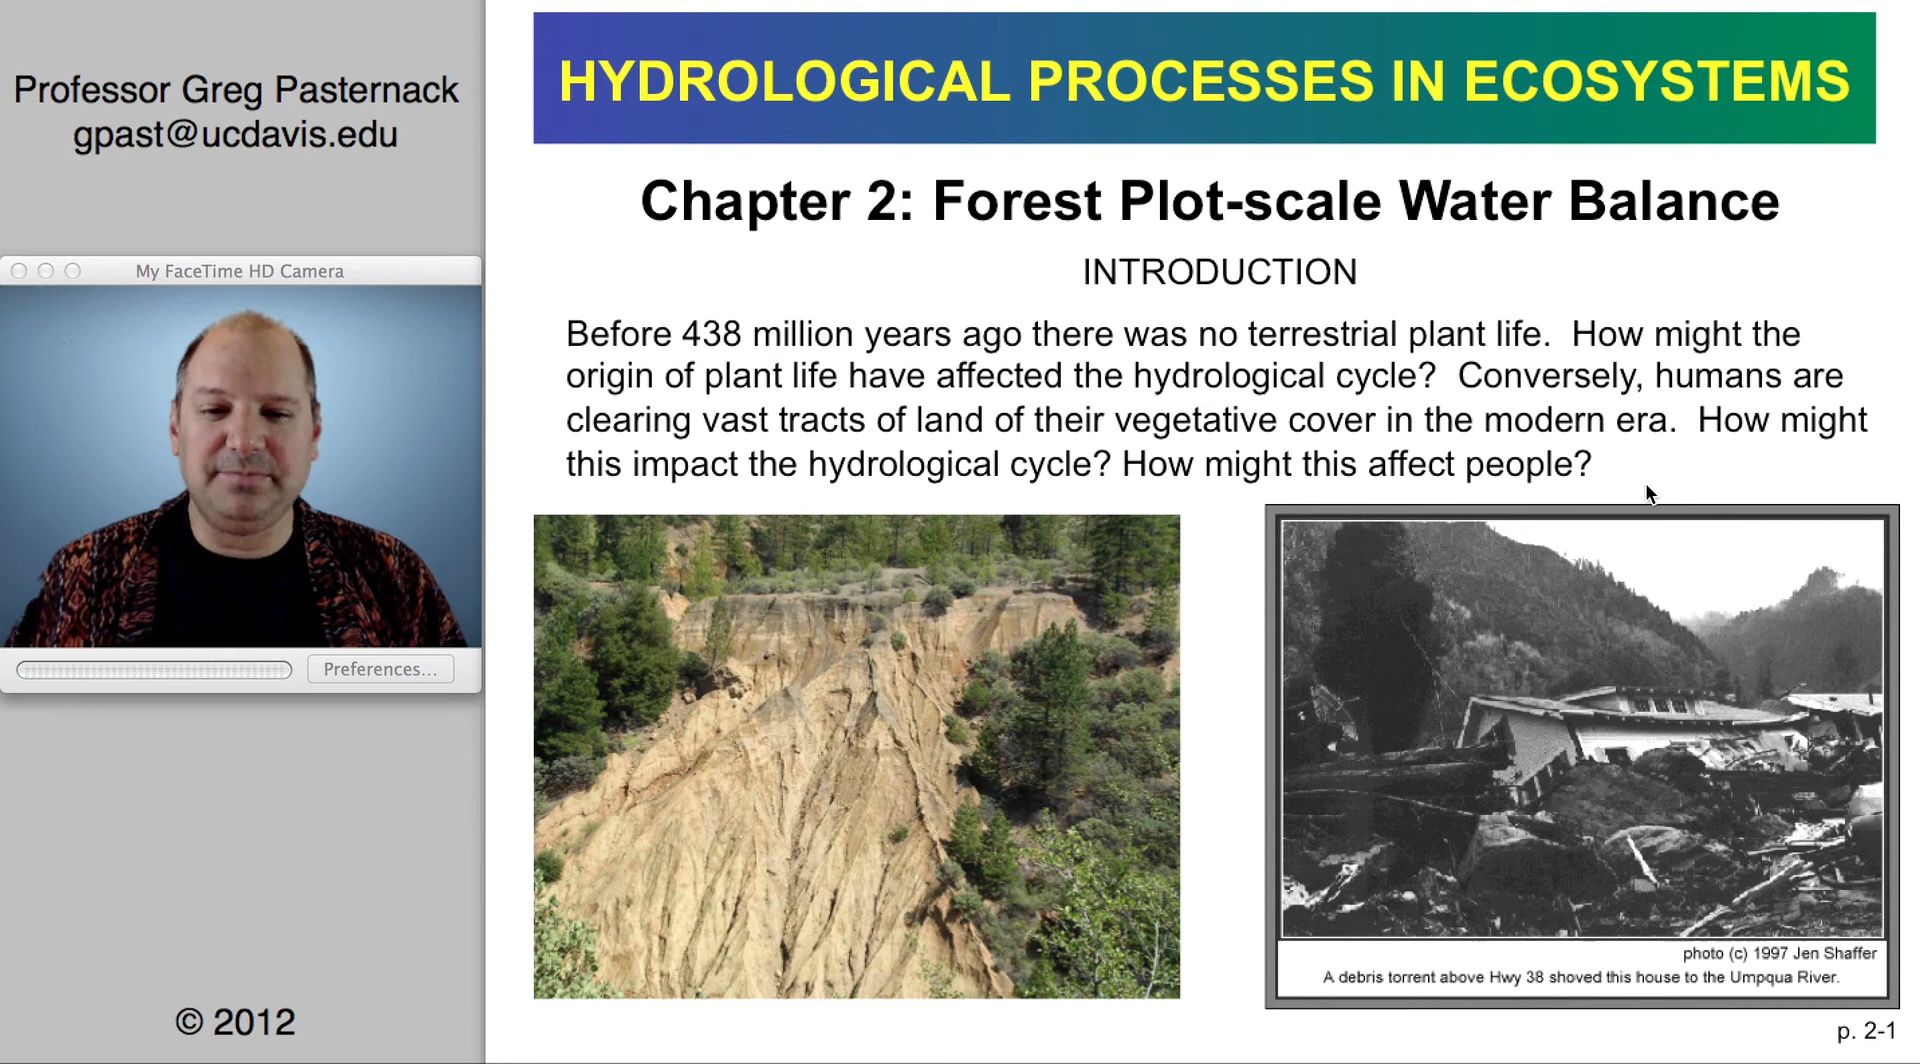 Professor Greg Pasternack
gpast@ucdavis.edu
My FaceTime HD Camera
Preferences...
© 2012
HYDROLOGICAL PROCESSES IN ECOSYSTEMS
Chapter 2: Forest Plot-scale Water Balance
INTRODUCTION
Before 438 million years ago there was no terrestrial plant life.  How might the
origin of plant life have affected the hydrological cycle?  Conversely, humans are
clearing vast tracts of land of their vegetative cover in the modern era.  How might
this impact the hydrological cycle? How might this affect people?
photo (c) 1997 Jen Shaffer
A debris torrent above Hwy 38 shoved this house to the Umpqua River.
p. 2-1